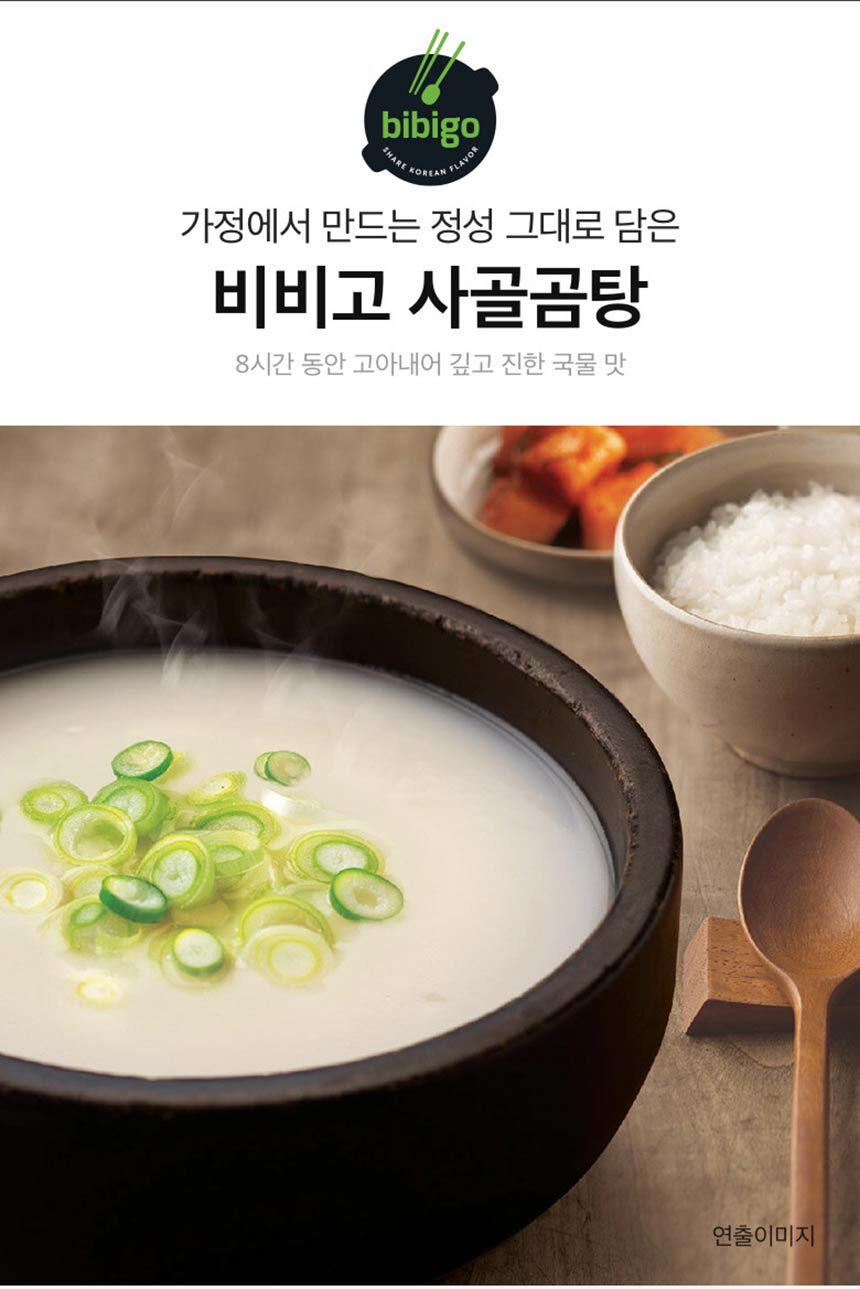 bibigo
SHARE KOREAN FLAVOR
가정에서 만드는 정성 그대로 담은
비비고 사골곰탕
8시간 동안 고아내어 깊고 진한 국물 맛
연출이미지